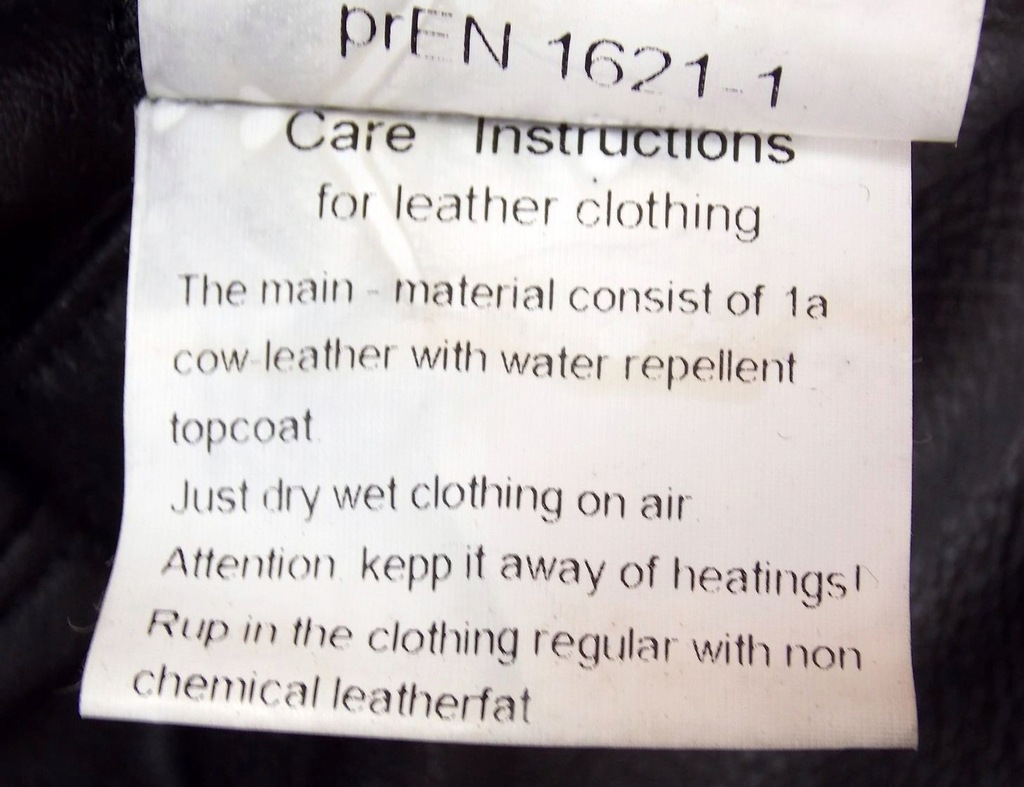 prEN 1621-1
Care Instructions
for leather clothing
The main - material consist of 1a
cow-leather with water repellent
topcoat.
Just dry wet clothing on air
Attention: kepp it away of heatings!
Rup in the clothing regular with non
chemical leatherfat